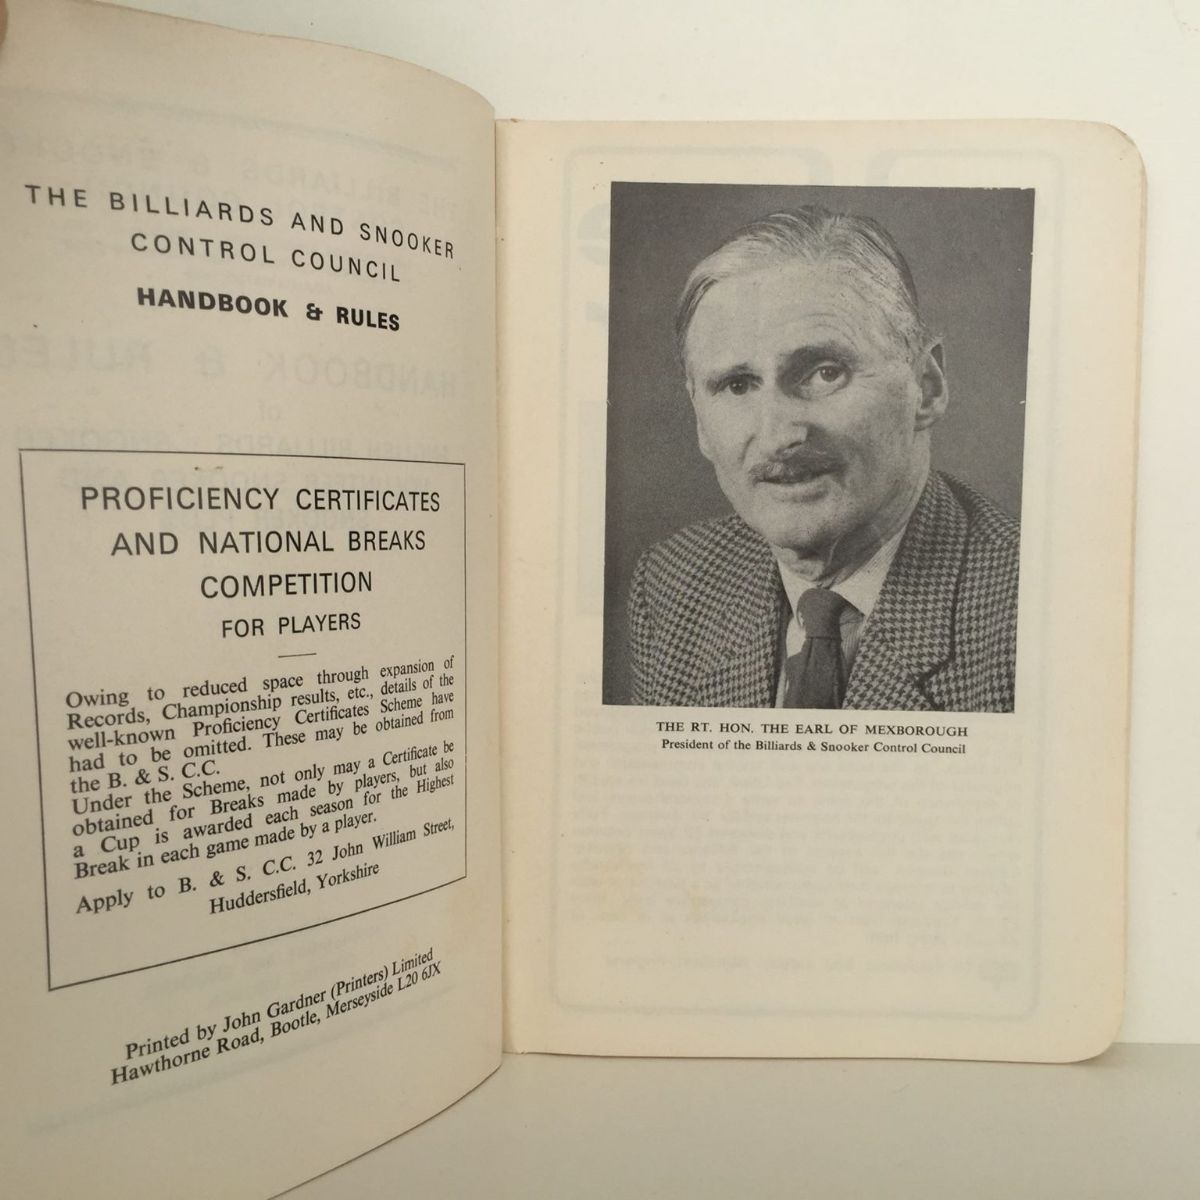 THE BILLIARDS AND SNOOKER
CONTROL COUNCIL
HANDBOOK & RULES
PROFICIENCY CERTIFICATES
AND NATIONAL BREAKS
COMPETITION
FOR PLAYERS
Owing to reduced space through expansion of
Records, Championship results, etc., details of the
well-known Proficiency Certificates Scheme have
had to be omitted. These may be obtained from
the B. & S. C.C.
Under the Scheme, not only may a Certificate be
obtained for Breaks made by players, but also
a Cup is awarded each season for the Highest
Break in each game made by a player.
Apply to B. & S. C.C. 32 John William Street,
Huddersfield, Yorkshire
Printed by John Gardner (Printers) Limited
Hawthorne Road, Bootle, Merseyside L20 6JX
THE RT. HON. THE EARL OF MEXBOROUGH
President of the Billiards & Snooker Control Council